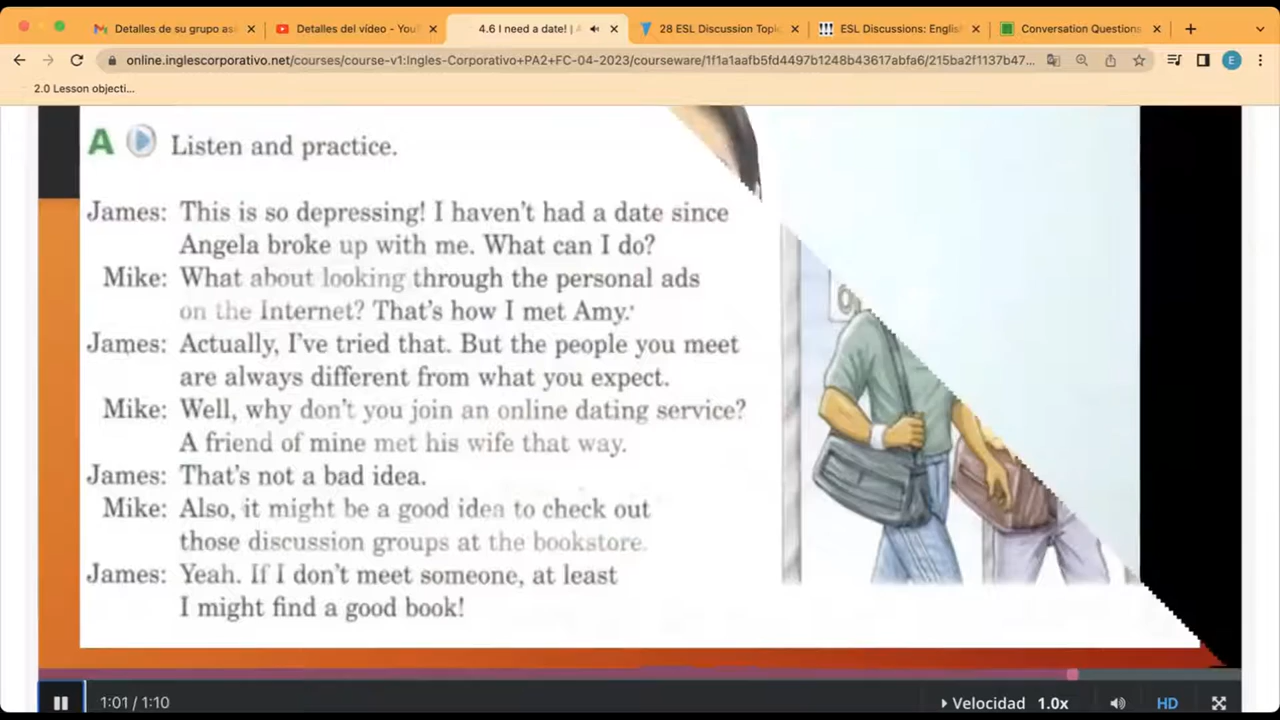 Detalles de su grupo as
Detalles del vídeo - You
4.6 I need a date! |
28 ESL Discussion Topic
ESL Discussions: Englis
Conversation Questions
online.inglescorporativo.net/courses/course-v1:Ingles-Corporativo+PA2+FC-04-2023/courseware/1f1a1aafb5fd4497b1248b43617abfa6/215ba2f1137b47...
E
2.0 Lesson objecti...
A Listen and practice.
James: This is so depressing! I haven't had a date since
Angela broke up with me. What can I do?
Mike: What about looking through the personal ads
on the Internet? That's how I met Amy.
James: Actually, I've tried that. But the people you meet
are always different from what you expect.
Mike: Well, why don't you join an online dating service?
A friend of mine met his wife that way.
James: That's not a bad idea.
Mike: Also, it might be a good idea to check out
those discussion groups at the bookstore.
James: Yeah. If I don't meet someone, at least
I might find a good book!
1:01 / 1:10
Velocidad 1.0x
HD